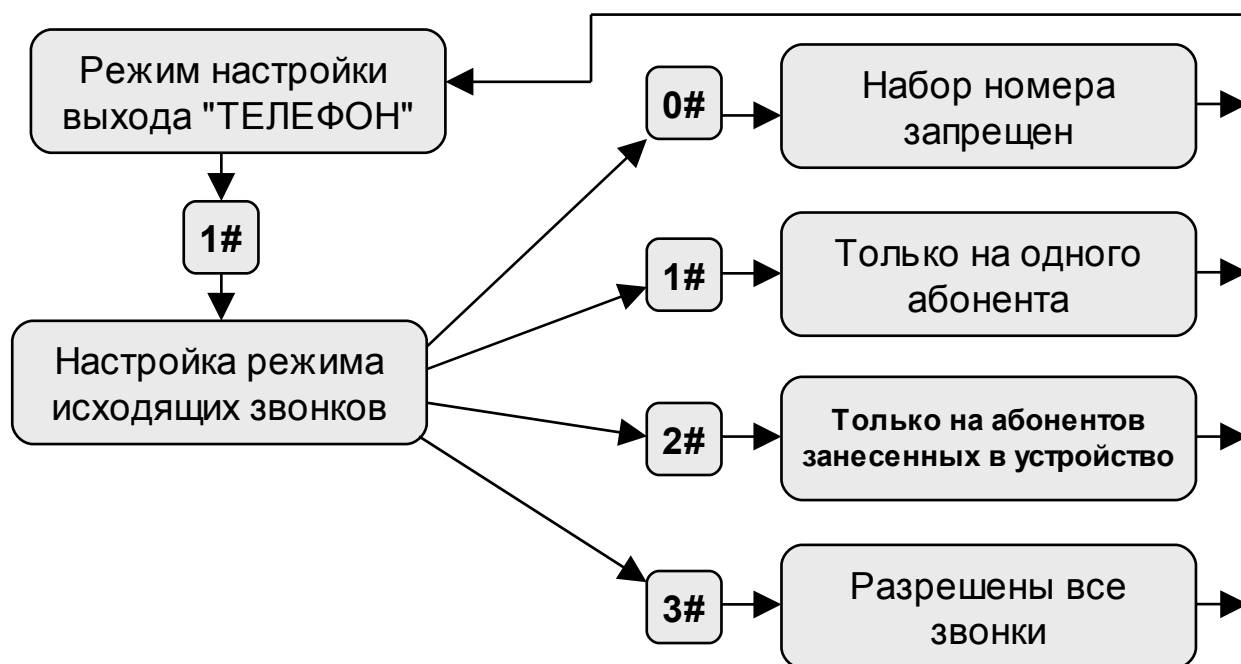 Режим настройки
выхода "ТЕЛЕФОН"
1#
Настройка режима
исходящих звонков
0#
Набор номера
запрещен
1#
Только на одного
абонента
2#
Только на абонентов
занесенных в устройство
3#
Разрешены все
звонки